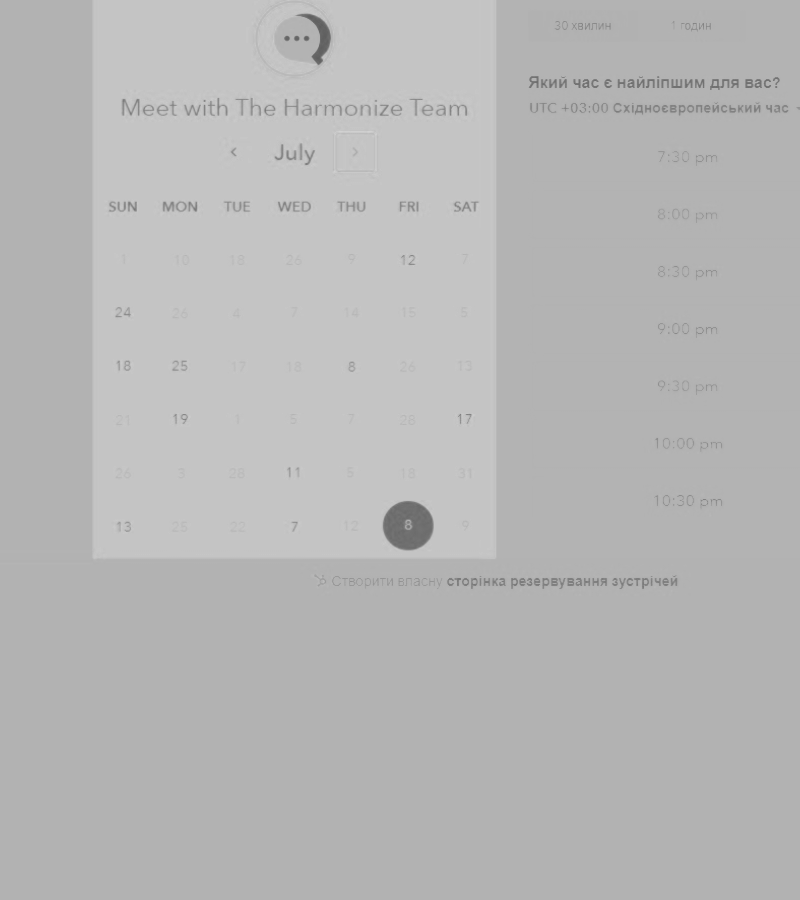 30 хвилин 1 годин
Який час є найліпшим для вас?
Meet with The Harmonize Team
UTC +03:00 Східноєвропейський час
July
SUN MON TUE WED THU FRI SAT
1 10 18 26 9 12 7
24 26 4 7 14 15 5
18 25 17 18 8 26 13
21 19 1 5 7 28 17
26 3 28 11 5 18 31
13 25 22 7 12 8 9
7:30 pm
8:00 pm
8:30 pm
9:00 pm
9:30 pm
10:00 pm
10:30 pm
Створити власну сторінка резервування зустрічей